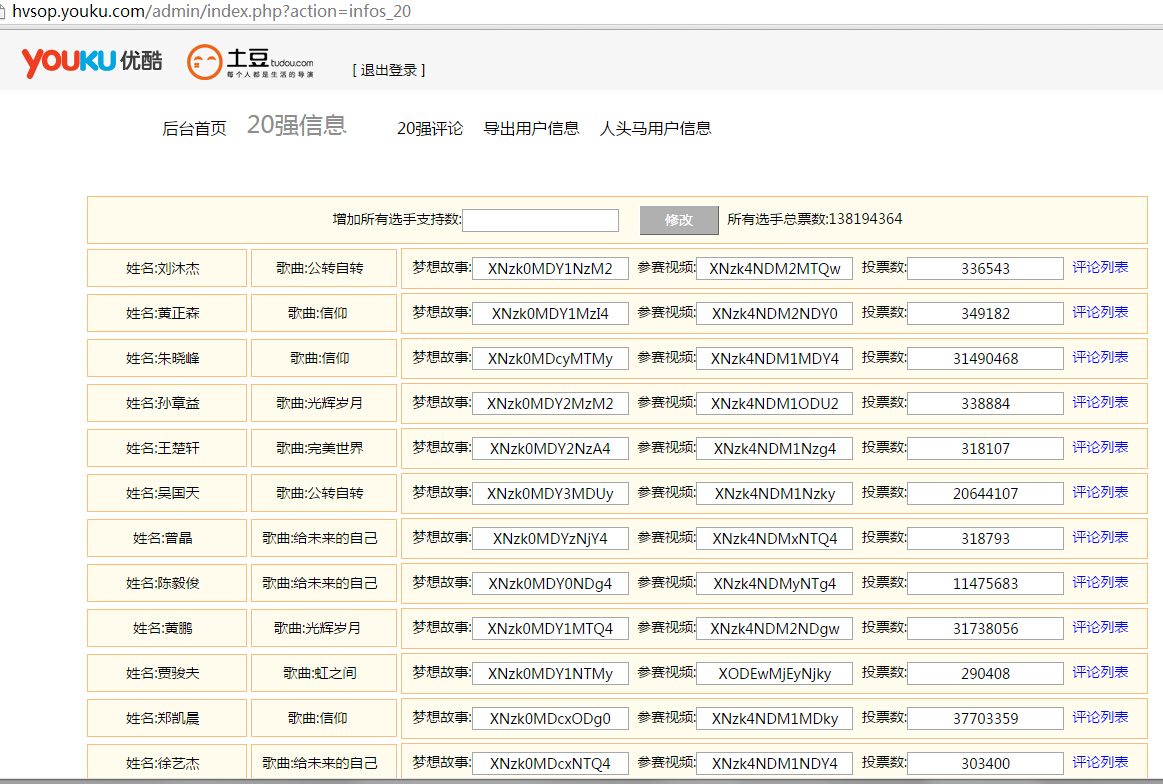 hvsop.youku.com/admin/index.php?action=infos_20
YOUKU优酷 土豆tudou.com 每个人都是生活的导演 [ 退出登录 ]
后台首页 20强信息 20强评论 导出用户信息 人头马用户信息
增加所有选手支持数: 修改 所有选手总票数:138194364
姓名:刘沐杰 歌曲:公转自转 梦想故事: XNzk0MDY1NzM2 参赛视频: XNzk4NDM2MTQw 投票数: 336543 评论列表
姓名:黄正森 歌曲:信仰 梦想故事: XNzk0MDY1MzI4 参赛视频: XNzk4NDM2NDY0 投票数: 349182 评论列表
姓名:朱晓峰 歌曲:信仰 梦想故事: XNzk0MDcyMTMy 参赛视频: XNzk4NDM1MDY4 投票数: 31490468 评论列表
姓名:孙章益 歌曲:光辉岁月 梦想故事: XNzk0MDY2MzM2 参赛视频: XNzk4NDM1ODU2 投票数: 338884 评论列表
姓名:王楚轩 歌曲:完美世界 梦想故事: XNzk0MDY2NzA4 参赛视频: XNzk4NDM1Nzg4 投票数: 318107 评论列表
姓名:吴国天 歌曲:公转自转 梦想故事: XNzk0MDY3MDUy 参赛视频: XNzk4NDM1Nzky 投票数: 20644107 评论列表
姓名:曾晶 歌曲:给未来的自己 梦想故事: XNzk0MDYzNjY4 参赛视频: XNzk4NDMxNTQ4 投票数: 318793 评论列表
姓名:陈毅俊 歌曲:给未来的自己 梦想故事: XNzk0MDY0NDg4 参赛视频: XNzk4NDMyNTg4 投票数: 11475683 评论列表
姓名:黄鹏 歌曲:光辉岁月 梦想故事: XNzk0MDY1MTQ4 参赛视频: XNzk4NDM2NDgw 投票数: 31738056 评论列表
姓名:贾骏夫 歌曲:虹之间 梦想故事: XNzk0MDY1NTMy 参赛视频: XODEwMjEyNjky 投票数: 290408 评论列表
姓名:郑凯晨 歌曲:信仰 梦想故事: XNzk0MDcxODg0 参赛视频: XNzk4NDM1MDky 投票数: 37703359 评论列表
姓名:徐艺杰 歌曲:给未来的自己 梦想故事: XNzk0MDcxNTQ4 参赛视频: XNzk4NDM1NDY4 投票数: 303400 评论列表